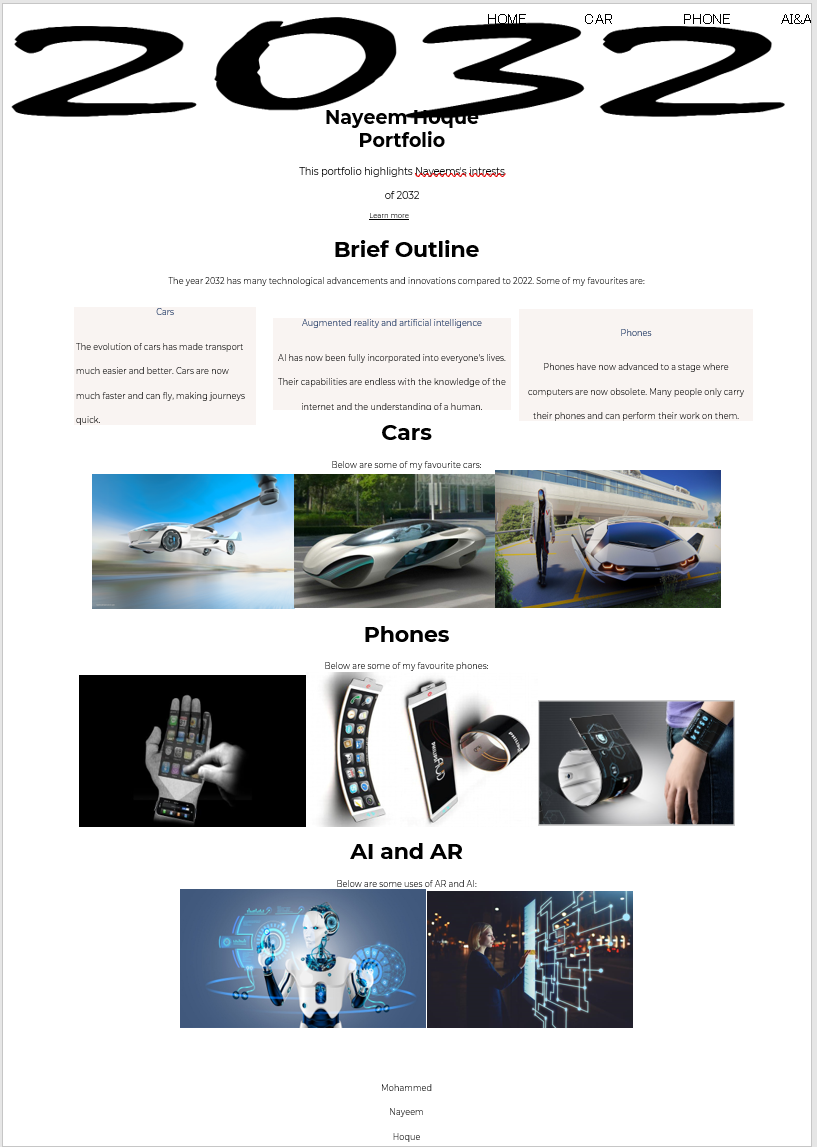 HOME CAR PHONE AI&A
2032
Nayeem Hoque
Portfolio
This portfolio highlights Nayeems's intrests
of 2032
Learn more
Brief Outline
The year 2032 has many technological advancements and innovations compared to 2022. Some of my favourites are:
Cars
The evolution of cars has made transport
much easier and better. Cars are now
much faster and can fly, making journeys
quick.
Augmented reality and artificial intelligence
AI has now been fully incorporated into everyone's lives.
Their capabilities are endless with the knowledge of the
internet and the understanding of a human.
Phones
Phones have now advanced to a stage where
computers are now obsolete. Many people only carry
their phones and can perform their work on them.
Cars
Below are some of my favourite cars:
Phones
Below are some of my favourite phones:
AI and AR
Below are some uses of AR and AI:
Mohammed
Nayeem
Hoque